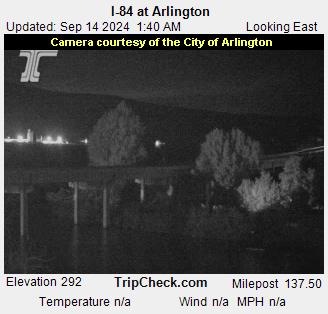 I-84 at Arlington
Updated: Sep 14 2024 1:40 AM Looking East
Camera courtesy of the City of Arlington
Elevation 292 TripCheck.com Milepost 137.50
Temperature n/a Wind n/a MPH n/a